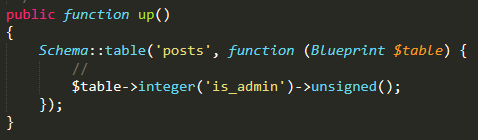 public function up()
{
Schema::table('posts', function (Blueprint $table) {
//
$table->integer('is_admin')->unsigned();
});
}